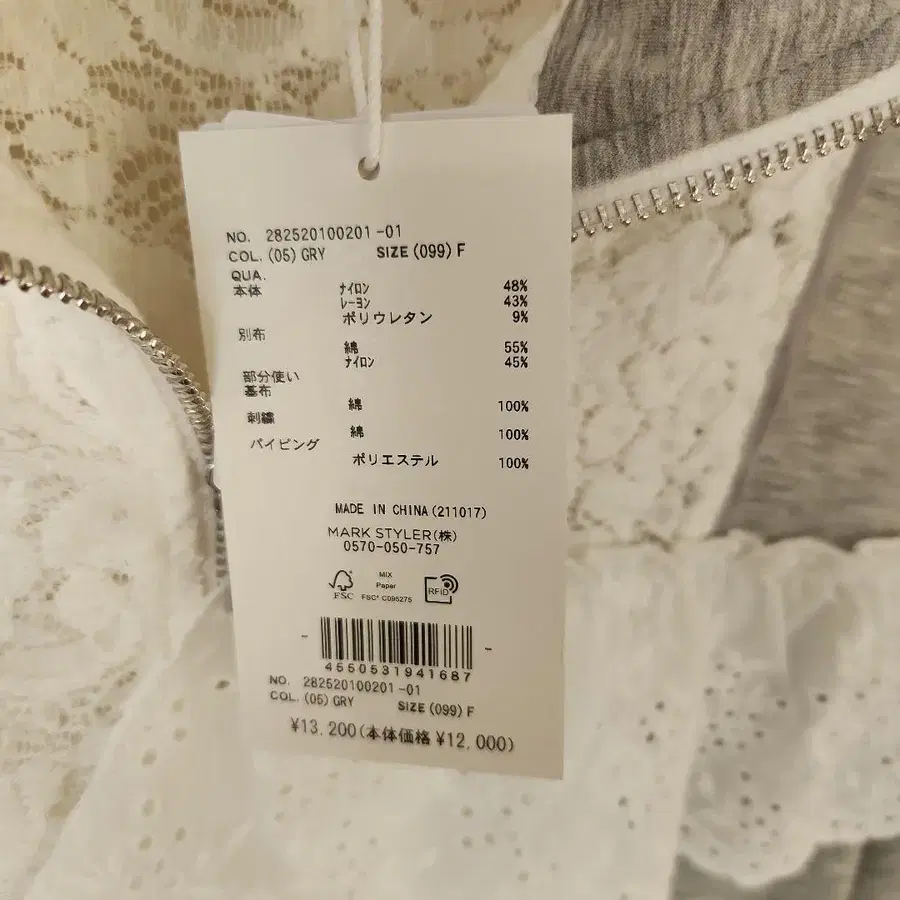 NO. 282520100201-01
COL. (05) GRY SIZE (099) F
QUA.
本体 ナイロン 48%
レーヨン 43%
ポリウレタン 9%
別布
綿 55%
ナイロン 45%
部分使い
基布 綿 100%
刺繍 綿 100%
パイピング ポリエステル 100%
MADE IN CHINA(211017)
MARK STYLER(株)
0570-050-757
FSC
MIX
Paper
FSC® C095275
RFID
4550531941687
NO. 282520100201-01
COL. (05) GRY SIZE (099) F
¥13,200(本体価格 ¥12,000)